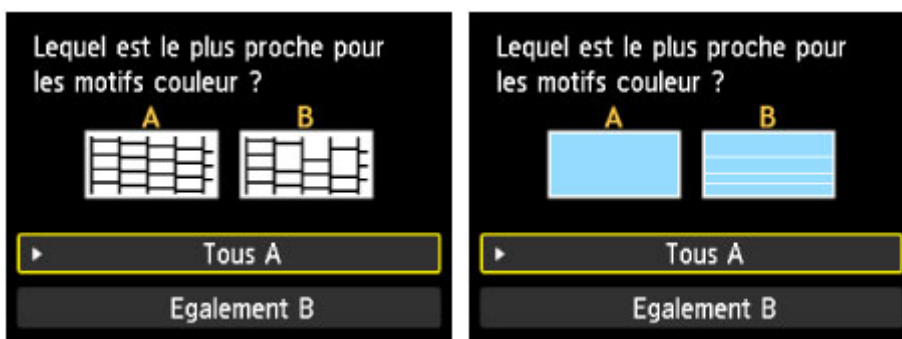 Lequel est le plus proche pour
les motifs couleur ?
A B
Tous A
Egalement B
Lequel est le plus proche pour
les motifs couleur ?
A B
Tous A
Egalement B